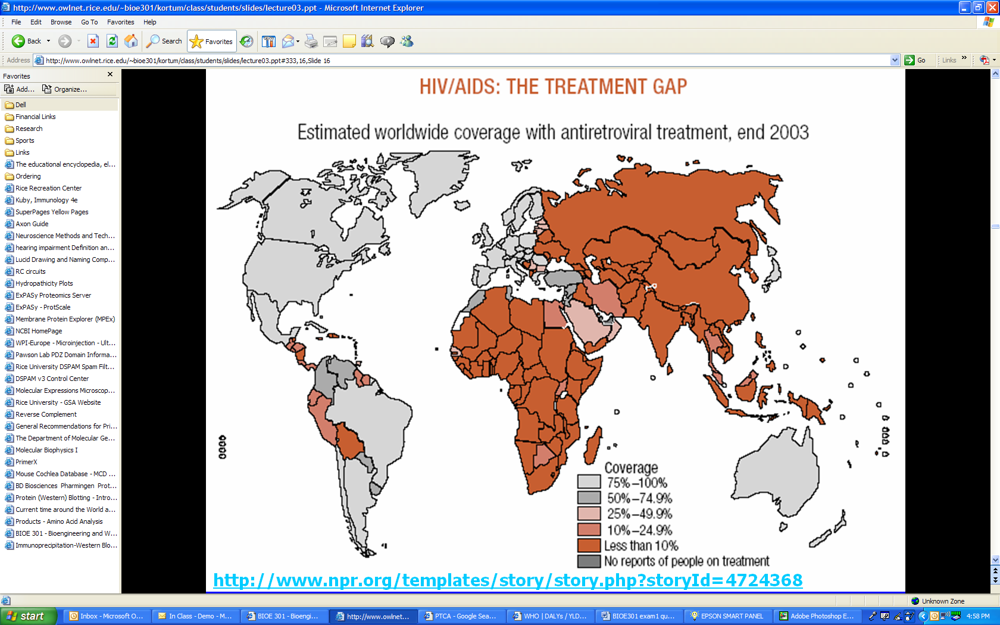 http://www.owlnet.rice.edu/~bioe301/kortum/class/students/slides/lecture03.ppt - Microsoft Internet Explorer
File Edit Browse Go To Favorites Help
Back Search Favorites
Address http://www.owlnet.rice.edu/~bioe301/kortum/class/students/slides/lecture03.ppt#333,16,Slide 16 Go Links »
Favorites
Add... Organize...
Dell
Financial Links
Research
Sports
Links
The educational encyclopedia, el...
Ordering
Rice Recreation Center
Kuby, Immunology 4e
SuperPages Yellow Pages
Axon Guide
Neuroscience Methods and Tech...
hearing impairment Definition an...
Lucid Drawing and Naming Comp...
RC circuits
Hydropathicity Plots
ExPASy Proteomics Server
ExPASy - ProtScale
Membrane Protein Explorer (MPEx)
NCBI HomePage
WPI-Europe - Microinjection - Ult...
Pawson Lab PDZ Domain Informa...
Rice University DSPAM Spam Filt...
DSPAM v3 Control Center
Molecular Expressions Microscop...
Rice University - GSA Website
Reverse Complement
General Recommendations for Pri...
The Department of Molecular Ge...
Molecular Biophysics I
PrimerX
Mouse Cochlea Database - MCD ...
BD Biosciences Pharmingen Prot...
Protein (Western) Blotting - Intro...
Current time around the World a...
Products - Amino Acid Analysis
BIOE 301 - Bioengineering and W...
Immunoprecipitation-Western Blo...
HIV/AIDS: THE TREATMENT GAP
Estimated worldwide coverage with antiretroviral treatment, end 2003
Coverage
75%–100%
50%–74.9%
25%–49.9%
10%–24.9%
Less than 10%
No reports of people on treatment
http://www.npr.org/templates/story/story.php?storyId=4724368
Unknown Zone
start Inbox - Microsoft O... In Class - Demo - M... BIOE 301 - Bioengi... http://www.owlnet... PTCA - Google Sea... WHO | DALYs / YLD... BIOE301 exam1 qu... EPSON SMART PANEL Adobe Photoshop E... 4:58 PM